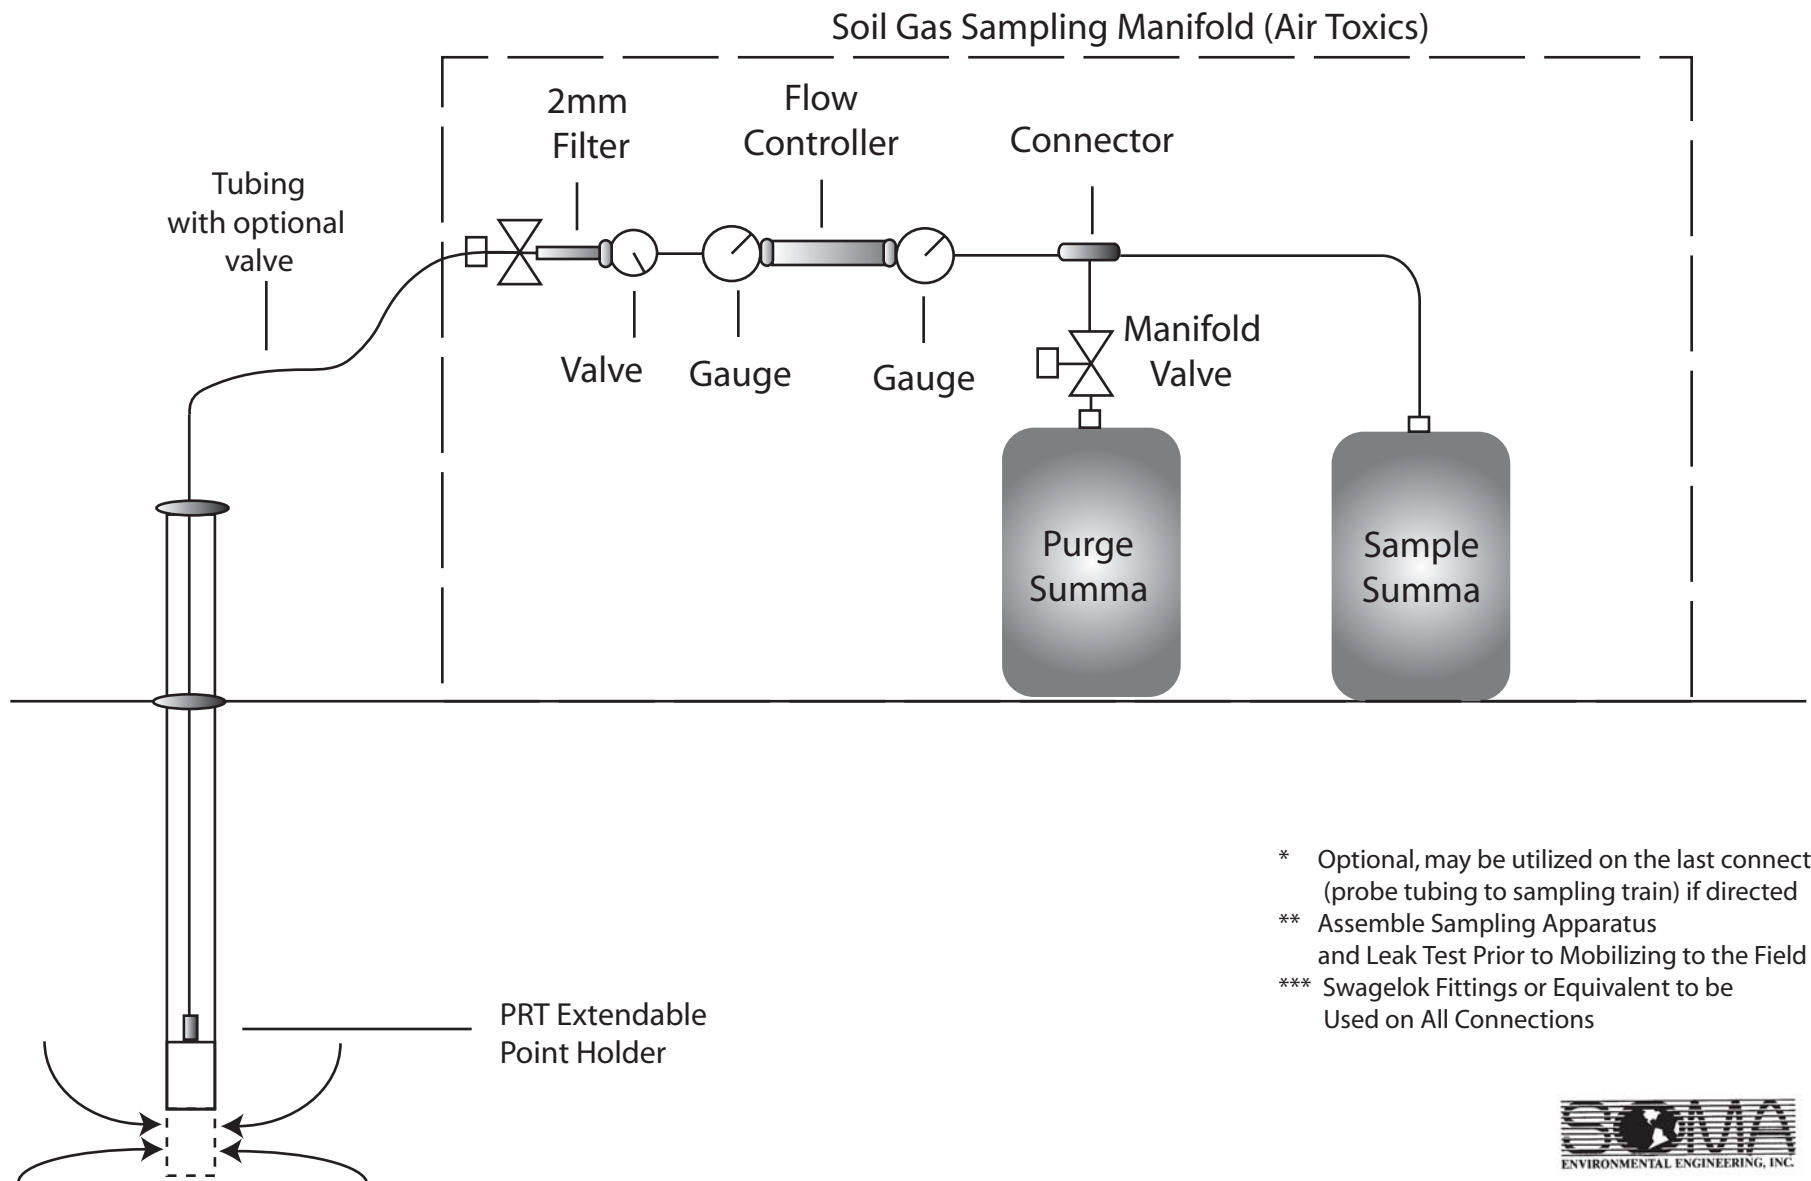 Soil Gas Sampling Manifold (Air Toxics)
2mm
Filter
Flow
Controller
Connector
Tubing
with optional
valve
Valve
Gauge
Gauge
Manifold
Valve
Purge
Summa
Sample
Summa
PRT Extendable
Point Holder
* Optional, may be utilized on the last connect
(probe tubing to sampling train) if directed
** Assemble Sampling Apparatus
and Leak Test Prior to Mobilizing to the Field
*** Swagelok Fittings or Equivalent to be
Used on All Connections
SOMA
ENVIRONMENTAL ENGINEERING, INC.